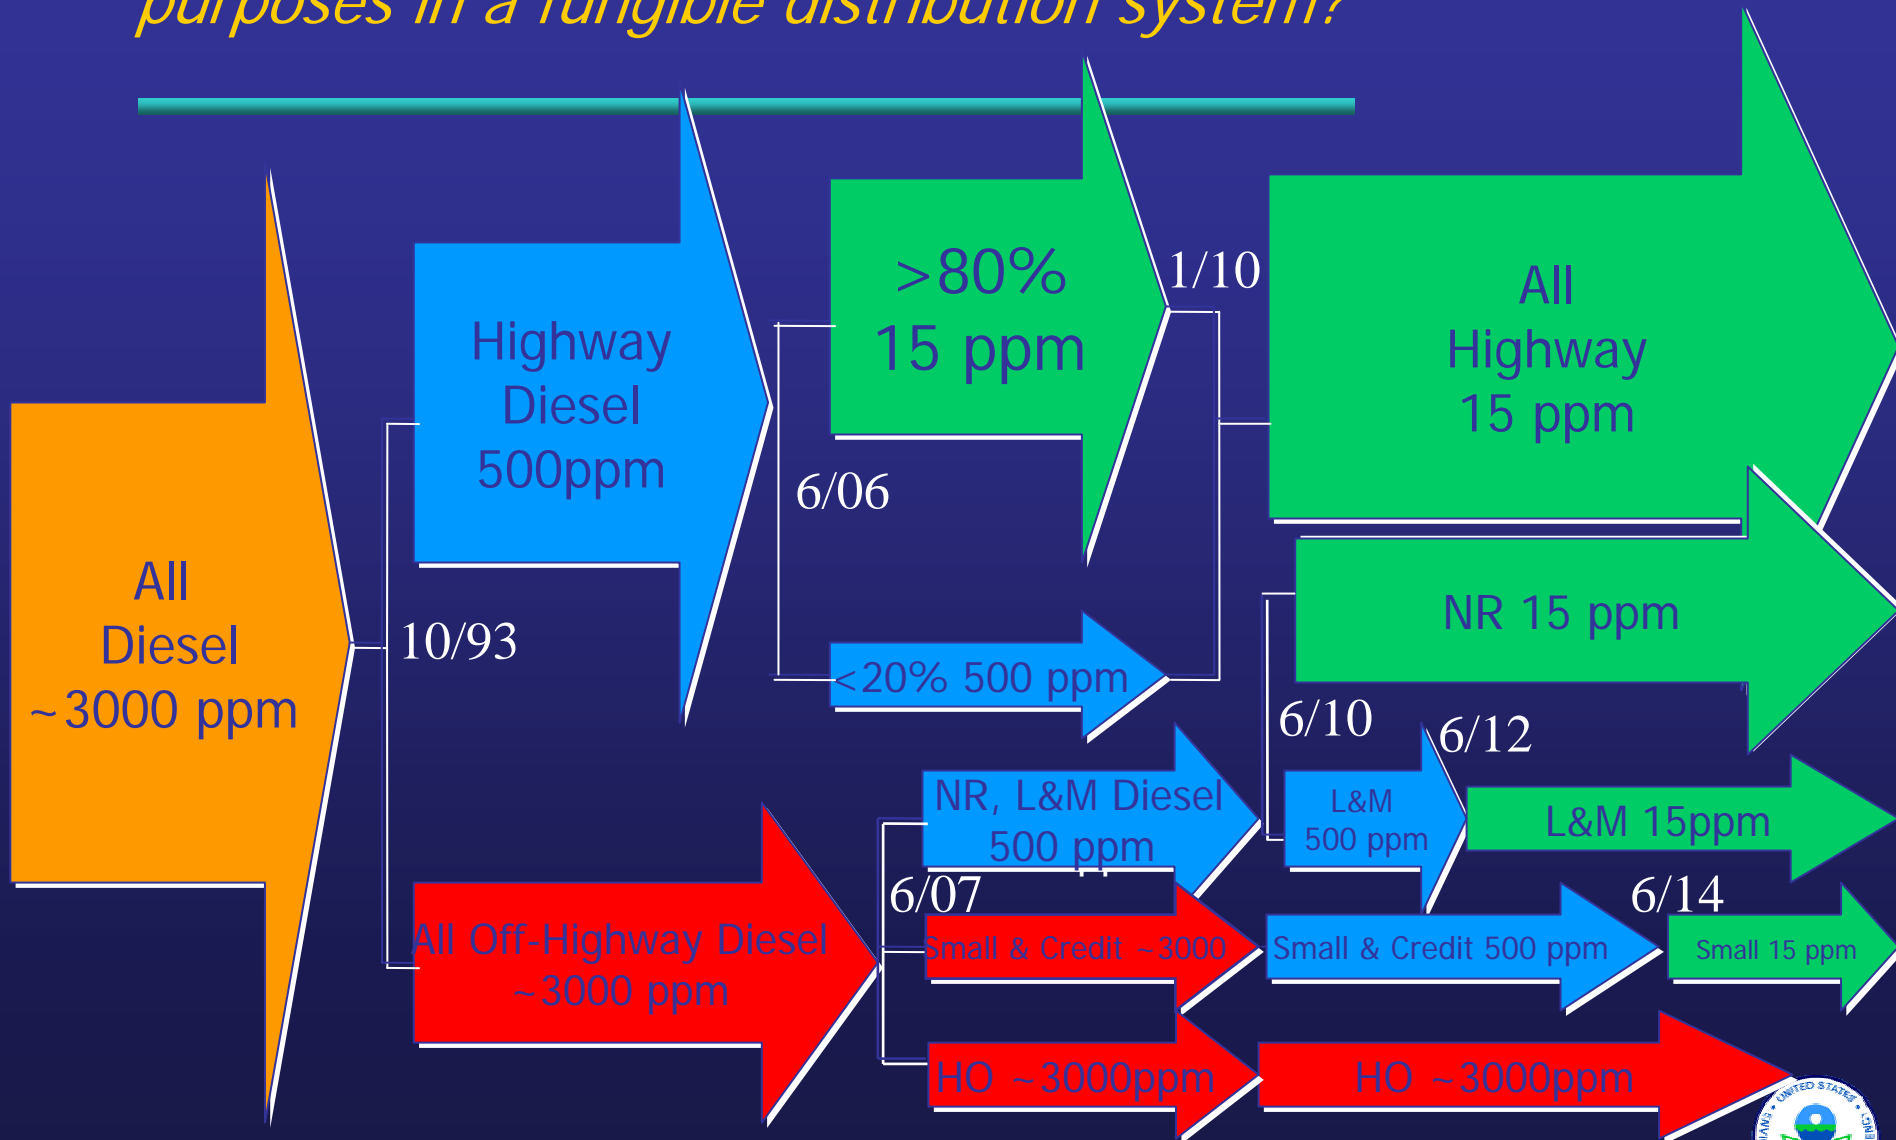 purposes in a fungible distribution system?
All
Diesel
~3000 ppm
10/93
Highway
Diesel
500ppm
6/06
>80%
15 ppm
1/10
<20% 500 ppm
All
Highway
15 ppm
NR 15 ppm
All Off-Highway Diesel
~3000 ppm
6/07
NR, L&M Diesel
500 ppm
6/10
L&M
500 ppm
6/12
L&M 15ppm
Small & Credit ~3000
Small & Credit 500 ppm
6/14
Small 15 ppm
HO ~3000ppm
HO ~3000ppm
UNITED STATES